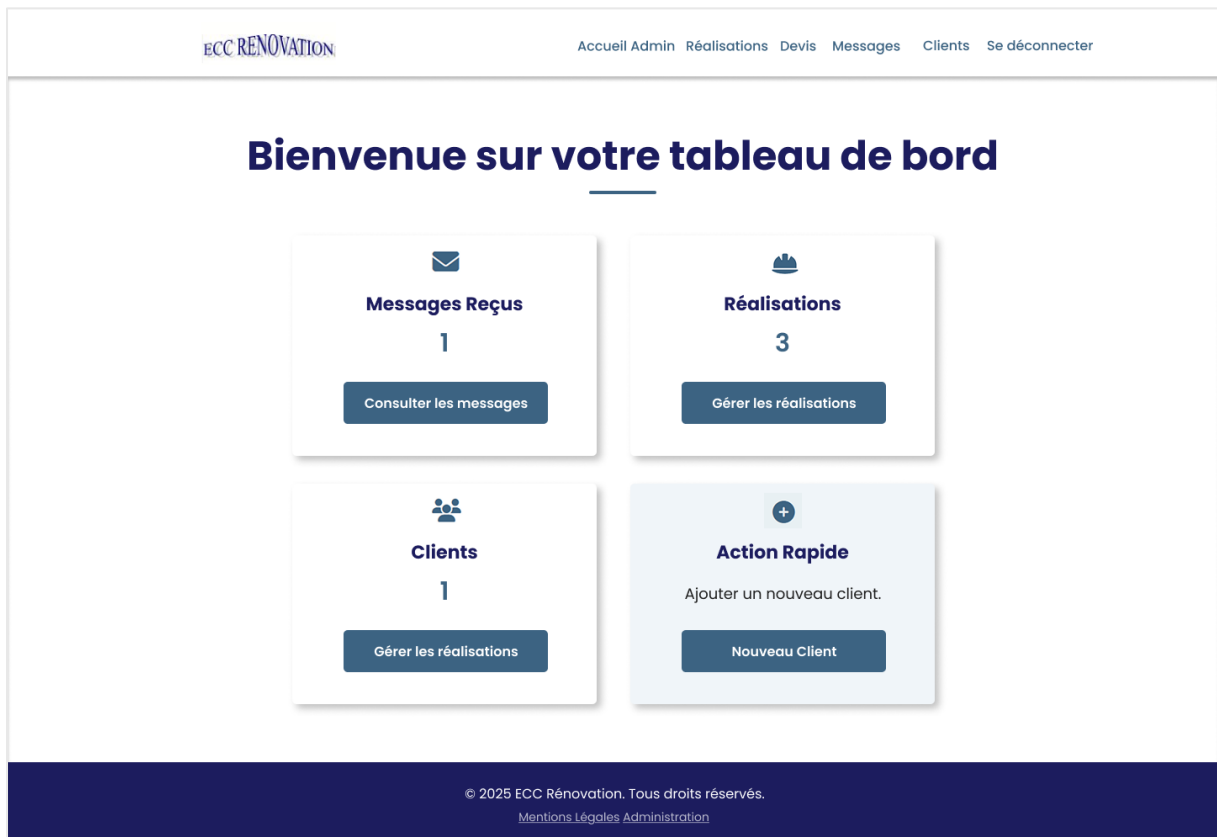 ECC RENOVATION
Accueil Admin Réalisations Devis Messages Clients Se déconnecter
Bienvenue sur votre tableau de bord
Messages Reçus
1
Consulter les messages
Réalisations
3
Gérer les réalisations
Clients
1
Gérer les réalisations
Action Rapide
Ajouter un nouveau client.
Nouveau Client
© 2025 ECC Rénovation. Tous droits réservés.
Mentions Légales Administration